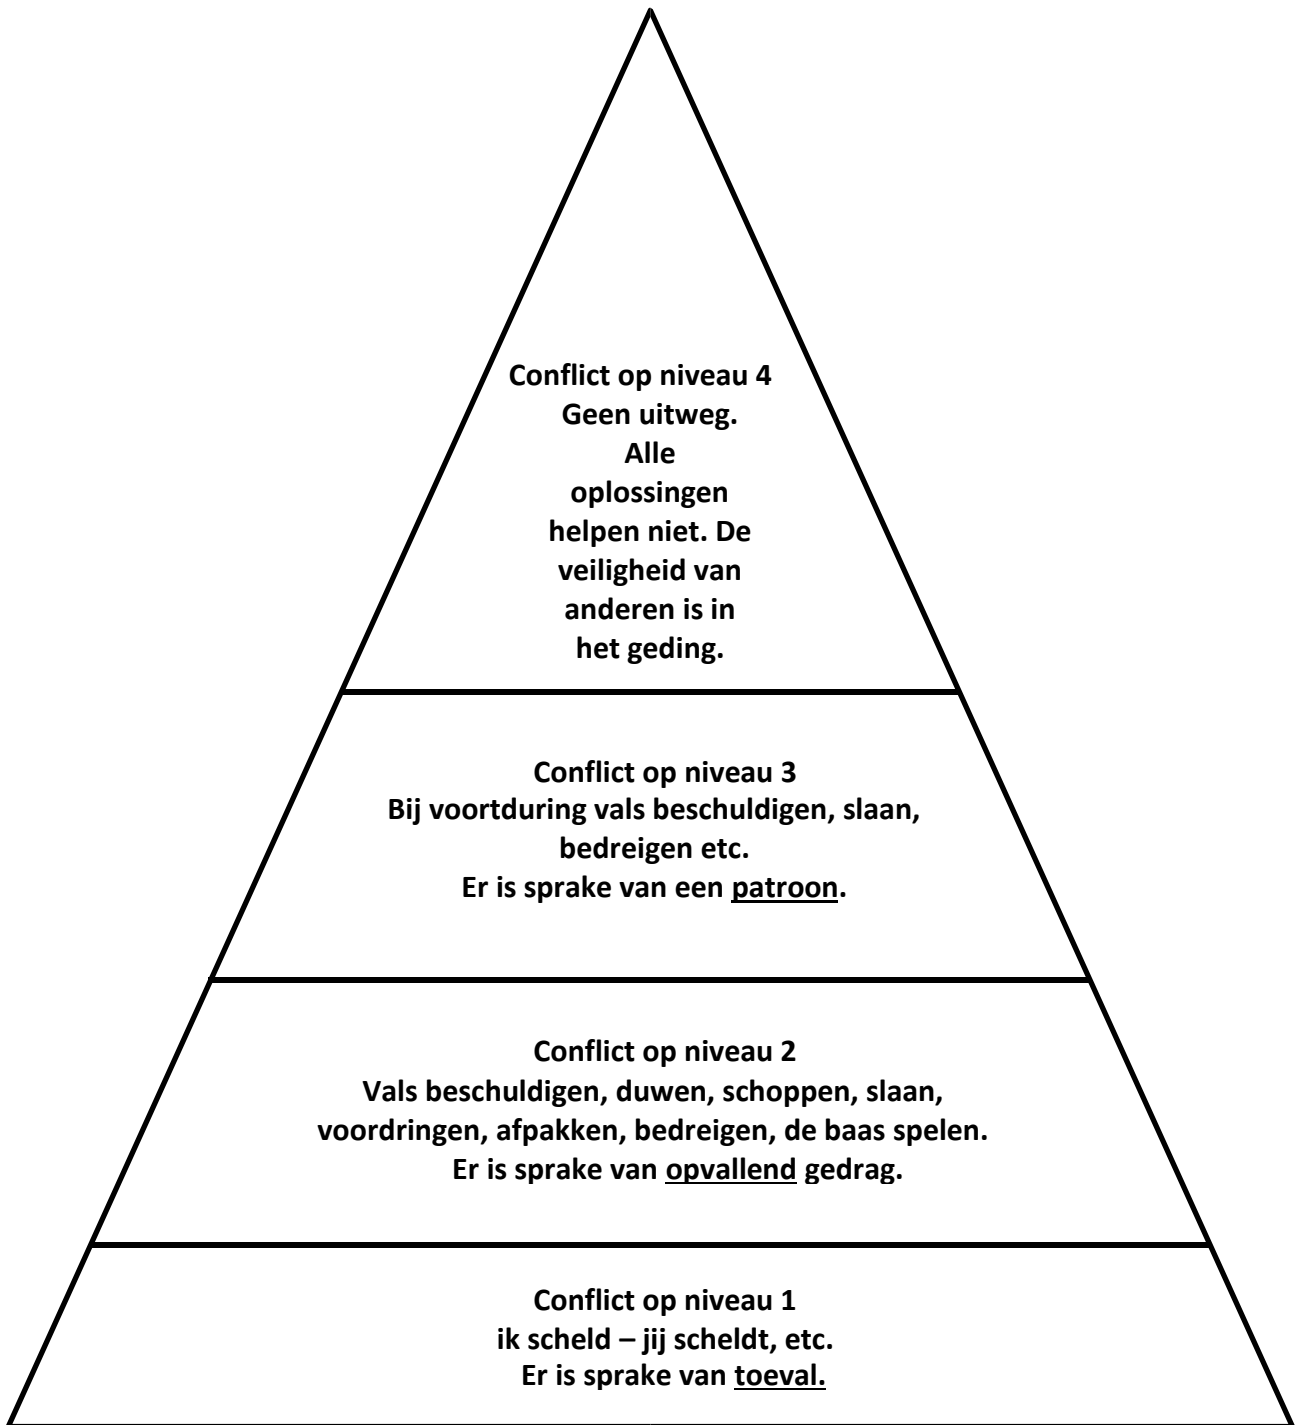 Conflict op niveau 4
Geen uitweg.
Alle
oplossingen
helpen niet. De
veiligheid van
anderen is in
het geding.
Conflict op niveau 3
Bij voortduring vals beschuldigen, slaan,
bedreigen etc.
Er is sprake van een patroon.
Conflict op niveau 2
Vals beschuldigen, duwen, schoppen, slaan,
voordringen, afpakken, bedreigen, de baas spelen.
Er is sprake van opvallend gedrag.
Conflict op niveau 1
ik scheld – jij scheldt, etc.
Er is sprake van toeval.